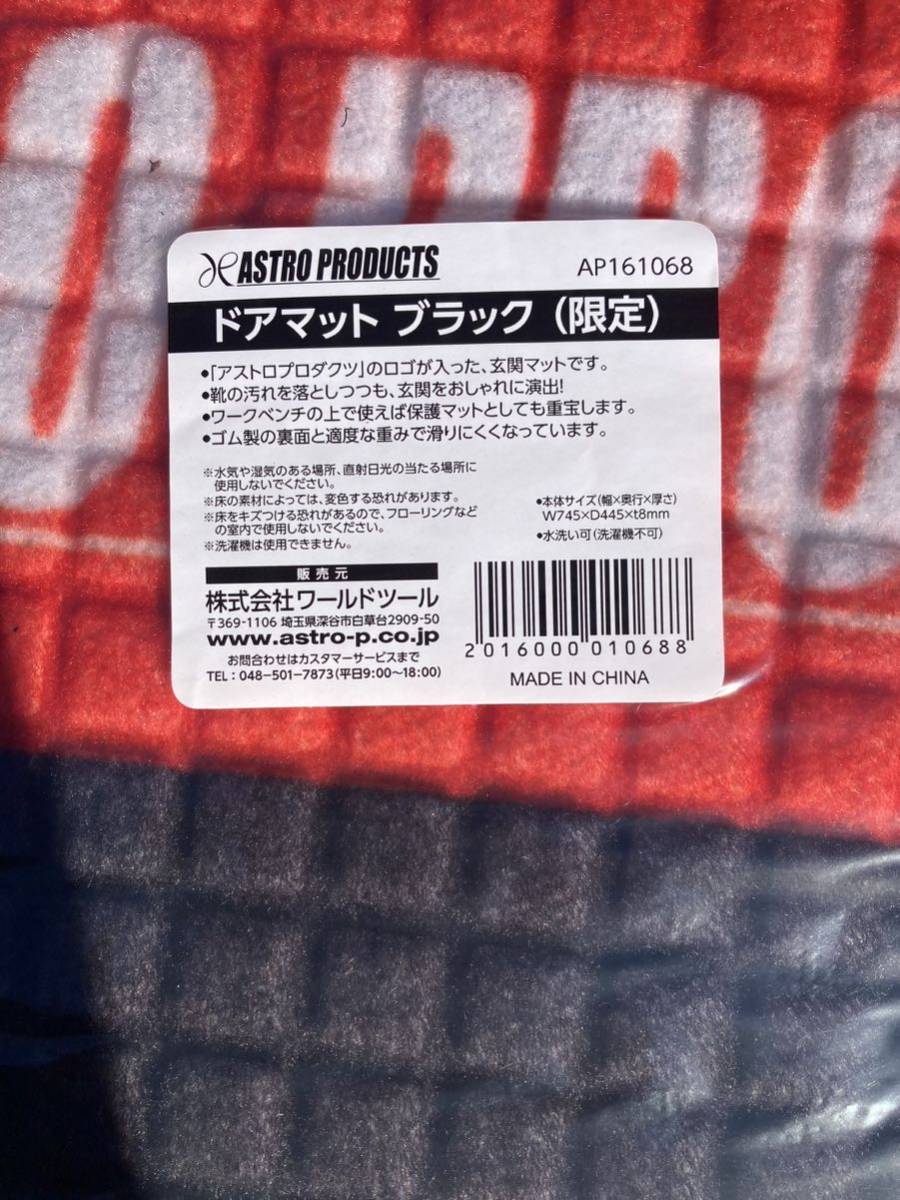 O PRO
ASTRO PRODUCTS
AP161068
ドアマット ブラック（限定）
•「アストロプロダクツ」のロゴが入った、玄関マットです。
•靴の汚れを落としつつも、玄関をおしゃれに演出!
•ワークベンチの上で使えば保護マットとしても重宝します。
•ゴム製の裏面と適度な重みで滑りにくくなっています。
※水気や湿気のある場所、直射日光の当たる場所に
使用しないでください。
※床の素材によっては、変色する恐れがあります。
※床をキズつける恐れがあるので、フローリングなど
の室内で使用しないでください。
※洗濯機は使用できません。
•本体サイズ(幅×奥行×厚さ)
W745×D445×t8mm
•水洗い可(洗濯機不可)
販売元
株式会社ワールドツール
〒369-1106 埼玉県深谷市白草台2909-50
www.astro-p.co.jp
お問合わせはカスタマーサービスまで
TEL：048-501-7873(平日9:00〜18:00)
2 016000 010688
MADE IN CHINA